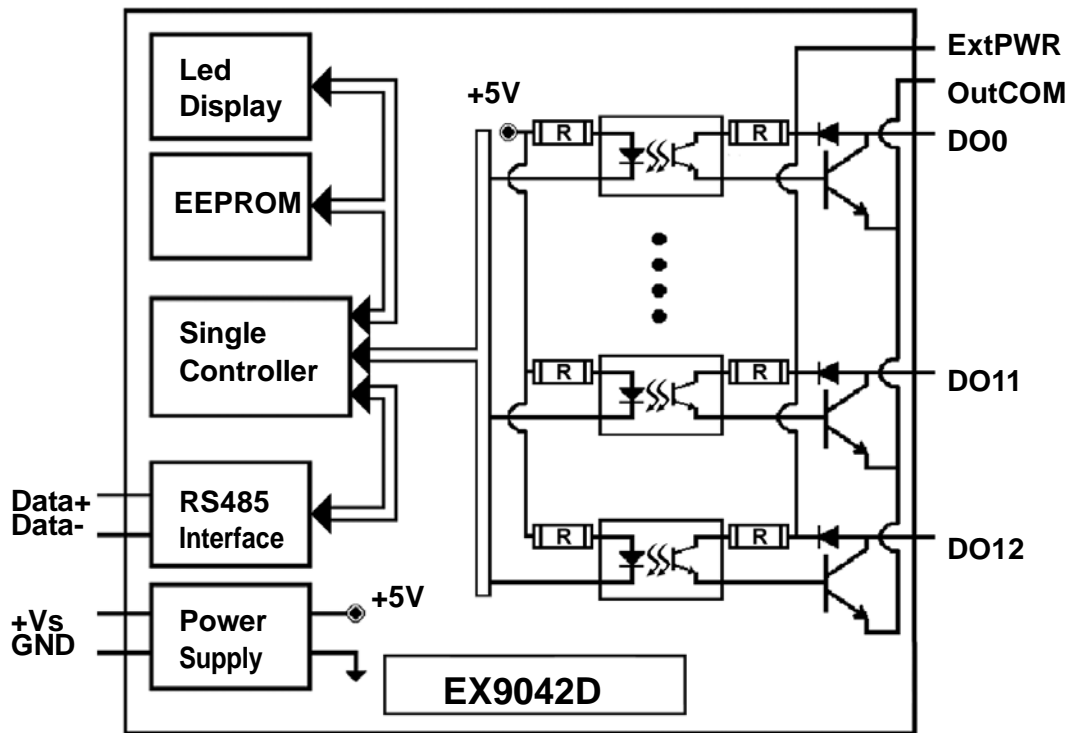 Led
Display
EEPROM
Single
Controller
RS485
Interface
Power
Supply
Data+
Data-
+Vs
GND
+5V
+5V
R
R
R
R
R
R
ExtPWR
OutCOM
DO0
DO11
DO12
EX9042D